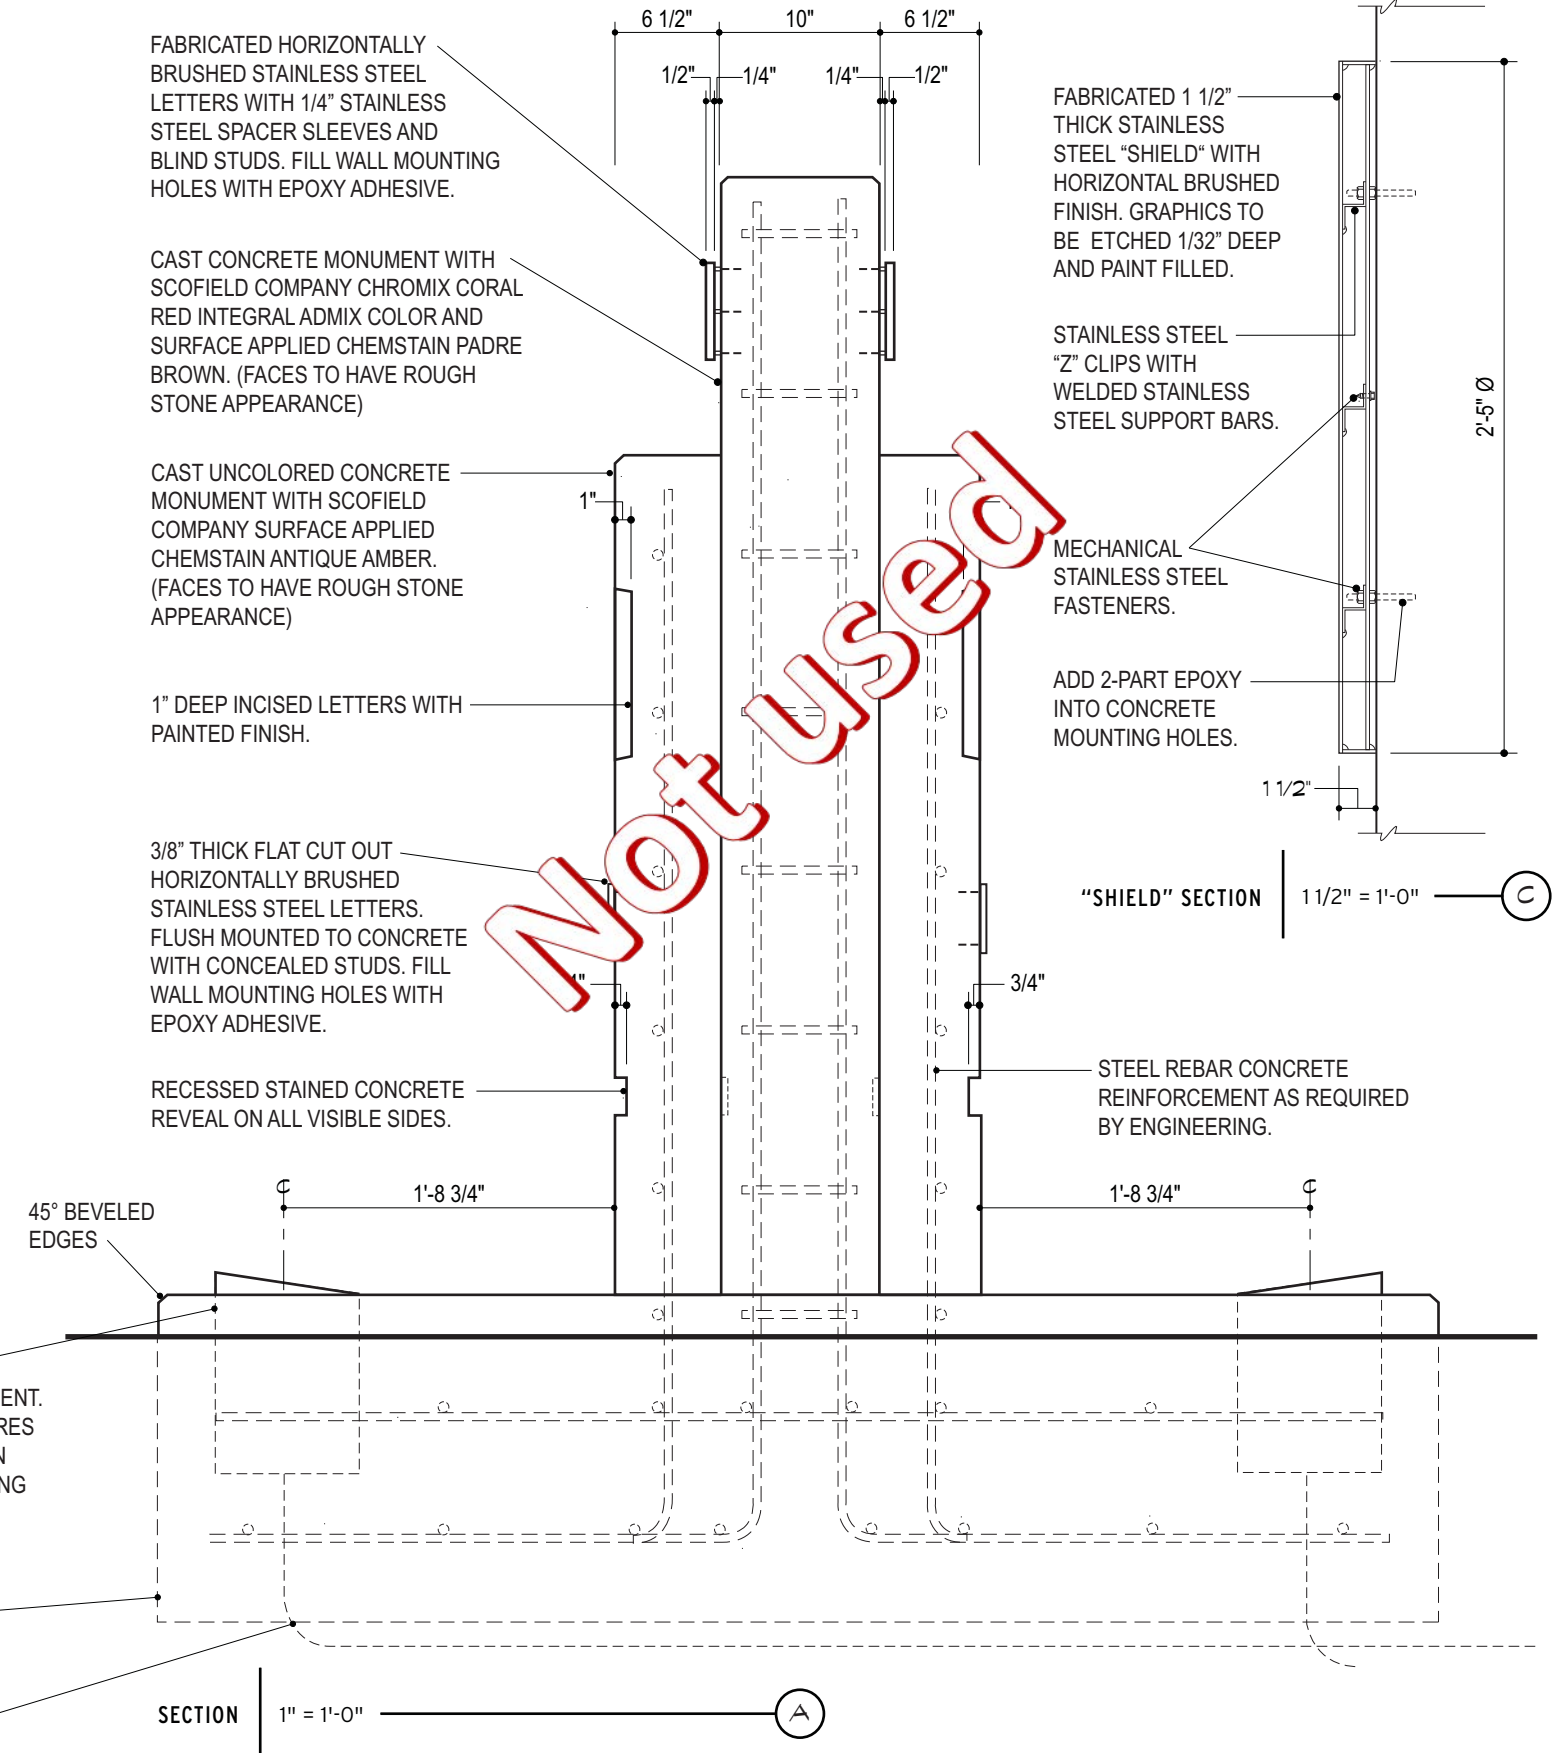 6 1/2"
10"
6 1/2"
1/2"
1/4"
1/4"
1/2"
FABRICATED HORIZONTALLY
BRUSHED STAINLESS STEEL
LETTERS WITH 1/4” STAINLESS
STEEL SPACER SLEEVES AND
BLIND STUDS. FILL WALL MOUNTING
HOLES WITH EPOXY ADHESIVE.
CAST CONCRETE MONUMENT WITH
SCOFIELD COMPANY CHROMIX CORAL
RED INTEGRAL ADMIX COLOR AND
SURFACE APPLIED CHEMSTAIN PADRE
BROWN. (FACES TO HAVE ROUGH
STONE APPEARANCE)
CAST UNCOLORED CONCRETE
MONUMENT WITH SCOFIELD
COMPANY SURFACE APPLIED
CHEMSTAIN ANTIQUE AMBER.
(FACES TO HAVE ROUGH STONE
APPEARANCE)
1"
1” DEEP INCISED LETTERS WITH
PAINTED FINISH.
3/8” THICK FLAT CUT OUT
HORIZONTALLY BRUSHED
STAINLESS STEEL LETTERS.
FLUSH MOUNTED TO CONCRETE
WITH CONCEALED STUDS. FILL
WALL MOUNTING HOLES WITH
EPOXY ADHESIVE.
RECESSED STAINED CONCRETE
REVEAL ON ALL VISIBLE SIDES.
Not used
FABRICATED 1 1/2”
THICK STAINLESS
STEEL “SHIELD“ WITH
HORIZONTAL BRUSHED
FINISH. GRAPHICS TO
BE ETCHED 1/32” DEEP
AND PAINT FILLED.
STAINLESS STEEL
“Z” CLIPS WITH
WELDED STAINLESS
STEEL SUPPORT BARS.
MECHANICAL
STAINLESS STEEL
FASTENERS.
ADD 2-PART EPOXY
INTO CONCRETE
MOUNTING HOLES.
2'-5" Ø
1 1/2"
“SHIELD” SECTION
1 1/2" = 1'-0"
C
3/4"
STEEL REBAR CONCRETE
REINFORCEMENT AS REQUIRED
BY ENGINEERING.
45° BEVELED
EDGES
1'-8 3/4"
1'-8 3/4"
SECTION
1" = 1'-0"
A